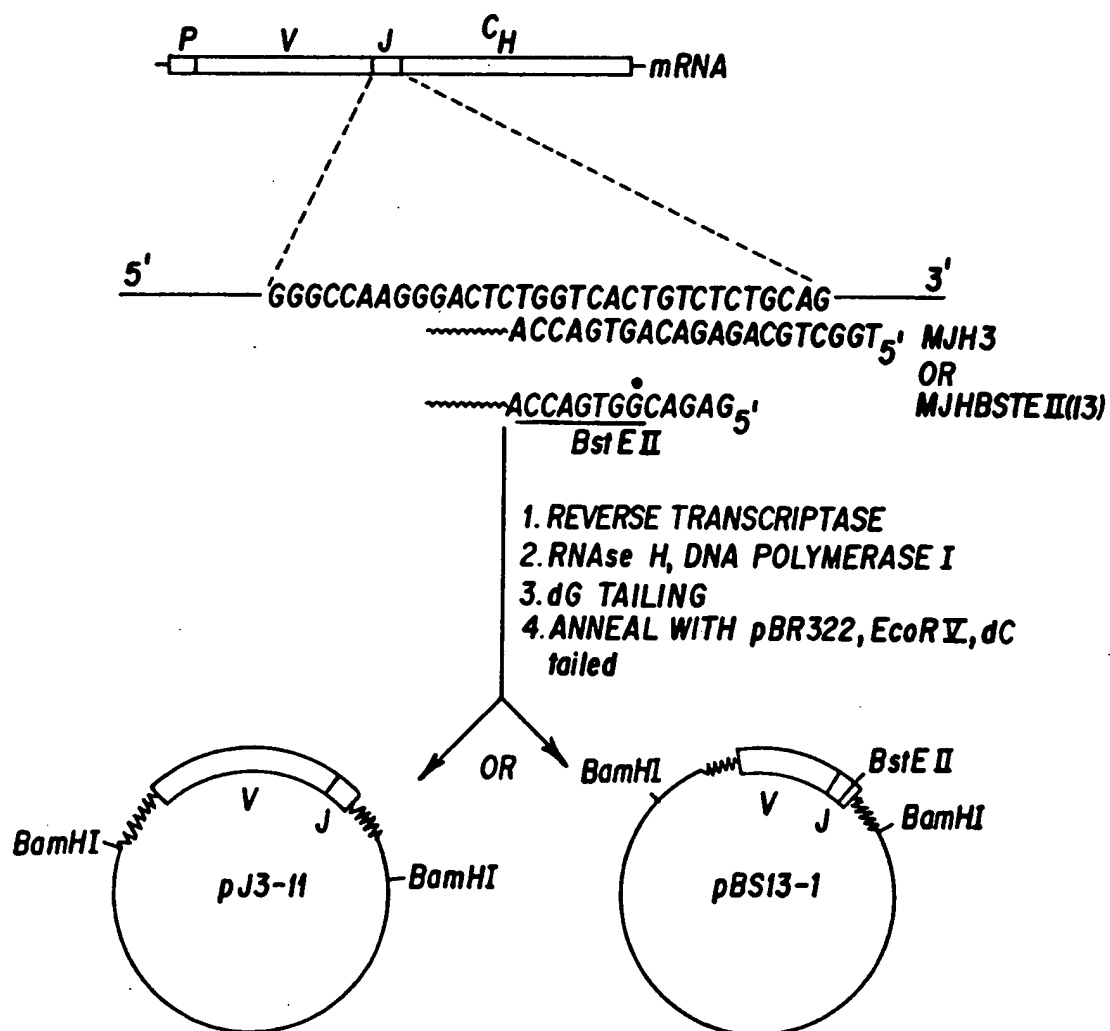 P V J CH
mRNA
5' 3'
GGGCCAAGGGACTCTGGTCACTGTCTCTGCAG
ACCAGTGACAGAGACGTCGGT5' MJH3
OR
MJHBSTEII(13)
ACCAGTGGCAGAG5'
BstEII
1. REVERSE TRANSCRIPTASE
2. RNAse H, DNA POLYMERASE I
3. dG TAILING
4. ANNEAL WITH pBR322, EcoRV, dC
tailed
OR
BamHI
V
J
BamHI
pJ3-11
BamHI
BstEII
V
J
BamHI
pBS13-1